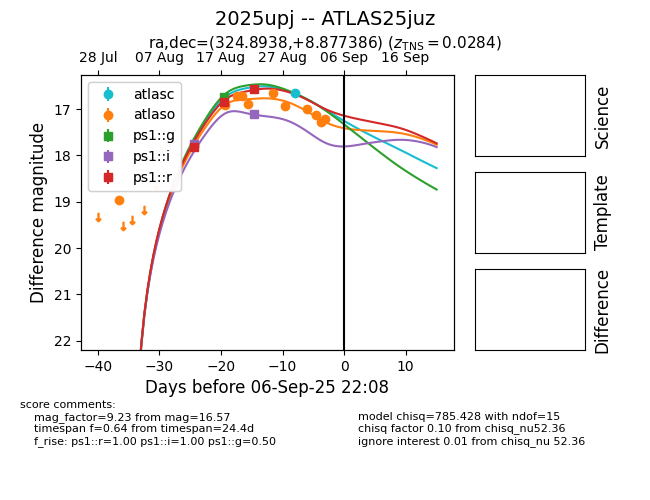 2025upj -- ATLAS25juz
ra,dec=(324.8938,+8.877386) (z_TNS = 0.0284)
28 Jul 07 Aug 17 Aug 27 Aug 06 Sep 16 Sep
atlasc
atlaso
ps1::g
ps1::i
ps1::r
Difference magnitude
17
18
19
20
21
22
−40 −30 −20 −10 0 10
Days before 06-Sep-25 22:08
Science
Template
Difference
score comments:
mag_factor=9.23 from mag=16.57
timespan f=0.64 from timespan=24.4d
f_rise: ps1::r=1.00 ps1::i=1.00 ps1::g=0.50
model chisq=785.428 with ndof=15
chisq factor 0.10 from chisq_nu52.36
ignore interest 0.01 from chisq_nu 52.36